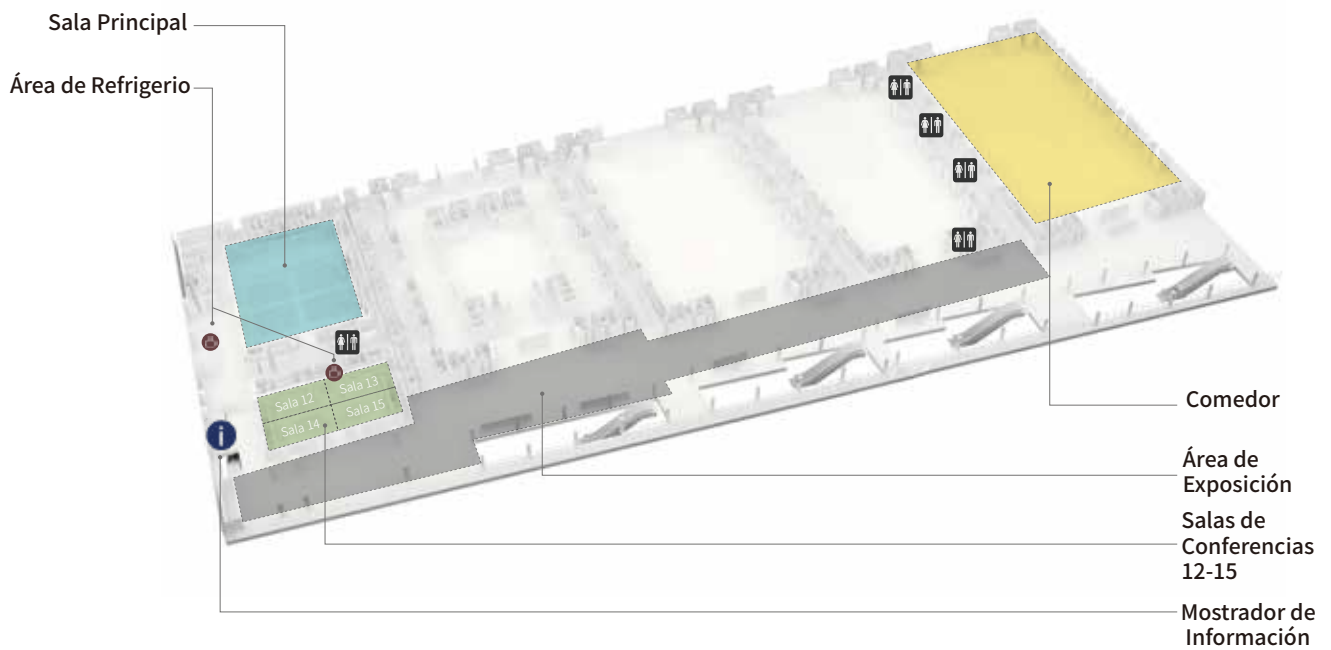 Sala Principal
Área de Refrigerio
Sala 12
Sala 13
Sala 14
Sala 15
i
Comedor
Área de
Exposición
Salas de
Conferencias
12-15
Mostrador de
Información